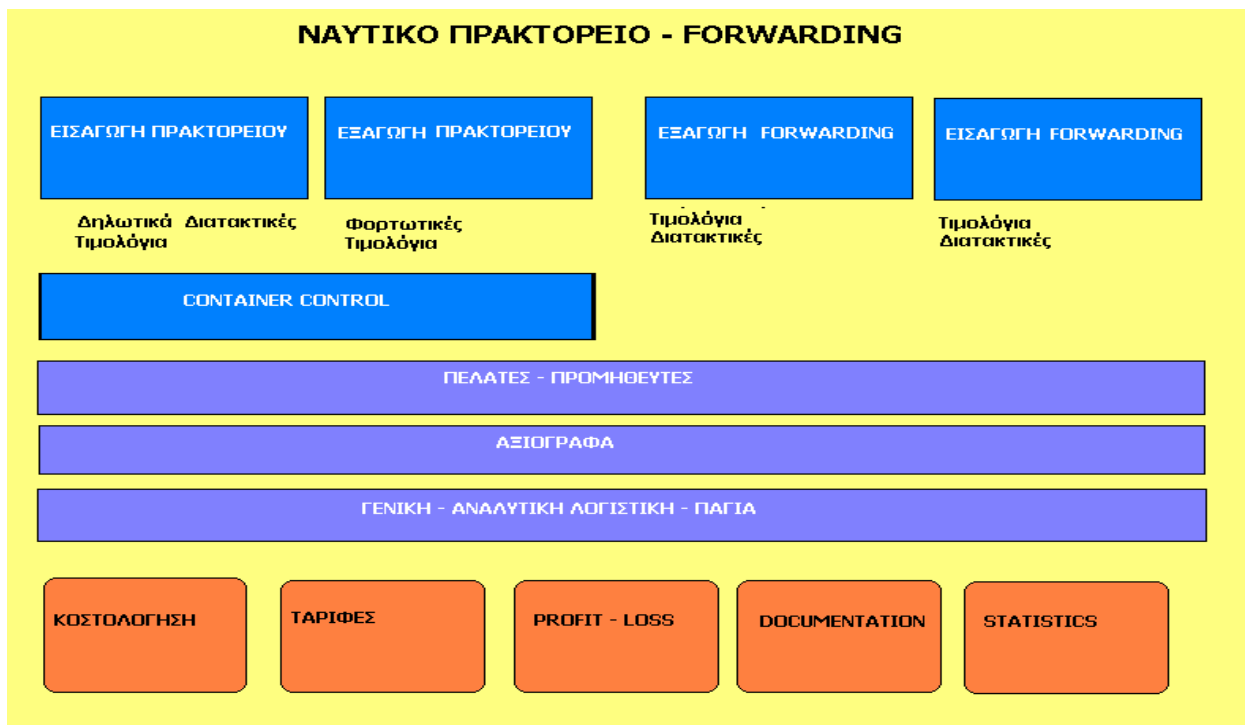 ΝΑΥΤΙΚΟ ΠΡΑΚΤΟΡΕΙΟ - FORWARDING
ΕΙΣΑΓΩΓΗ ΠΡΑΚΤΟΡΕΙΟΥ
ΕΞΑΓΩΓΗ ΠΡΑΚΤΟΡΕΙΟΥ
ΕΞΑΓΩΓΗ FORWARDING
ΕΙΣΑΓΩΓΗ FORWARDING
Δηλωτικά Διατακτικές
Τιμολόγια
Φορτωτικές
Τιμολόγια
Τιμολόγια
Διατακτικές
Τιμολόγια
Διατακτικές
CONTAINER CONTROL
ΠΕΛΑΤΕΣ - ΠΡΟΜΗΘΕΥΤΕΣ
ΑΞΙΟΓΡΑΦΑ
ΓΕΝΙΚΗ - ΑΝΑΛΥΤΙΚΗ ΛΟΓΙΣΤΙΚΗ - ΠΑΓΙΑ
ΚΟΣΤΟΛΟΓΗΣΗ
ΤΑΡΙΦΕΣ
PROFIT - LOSS
DOCUMENTATION
STATISTICS